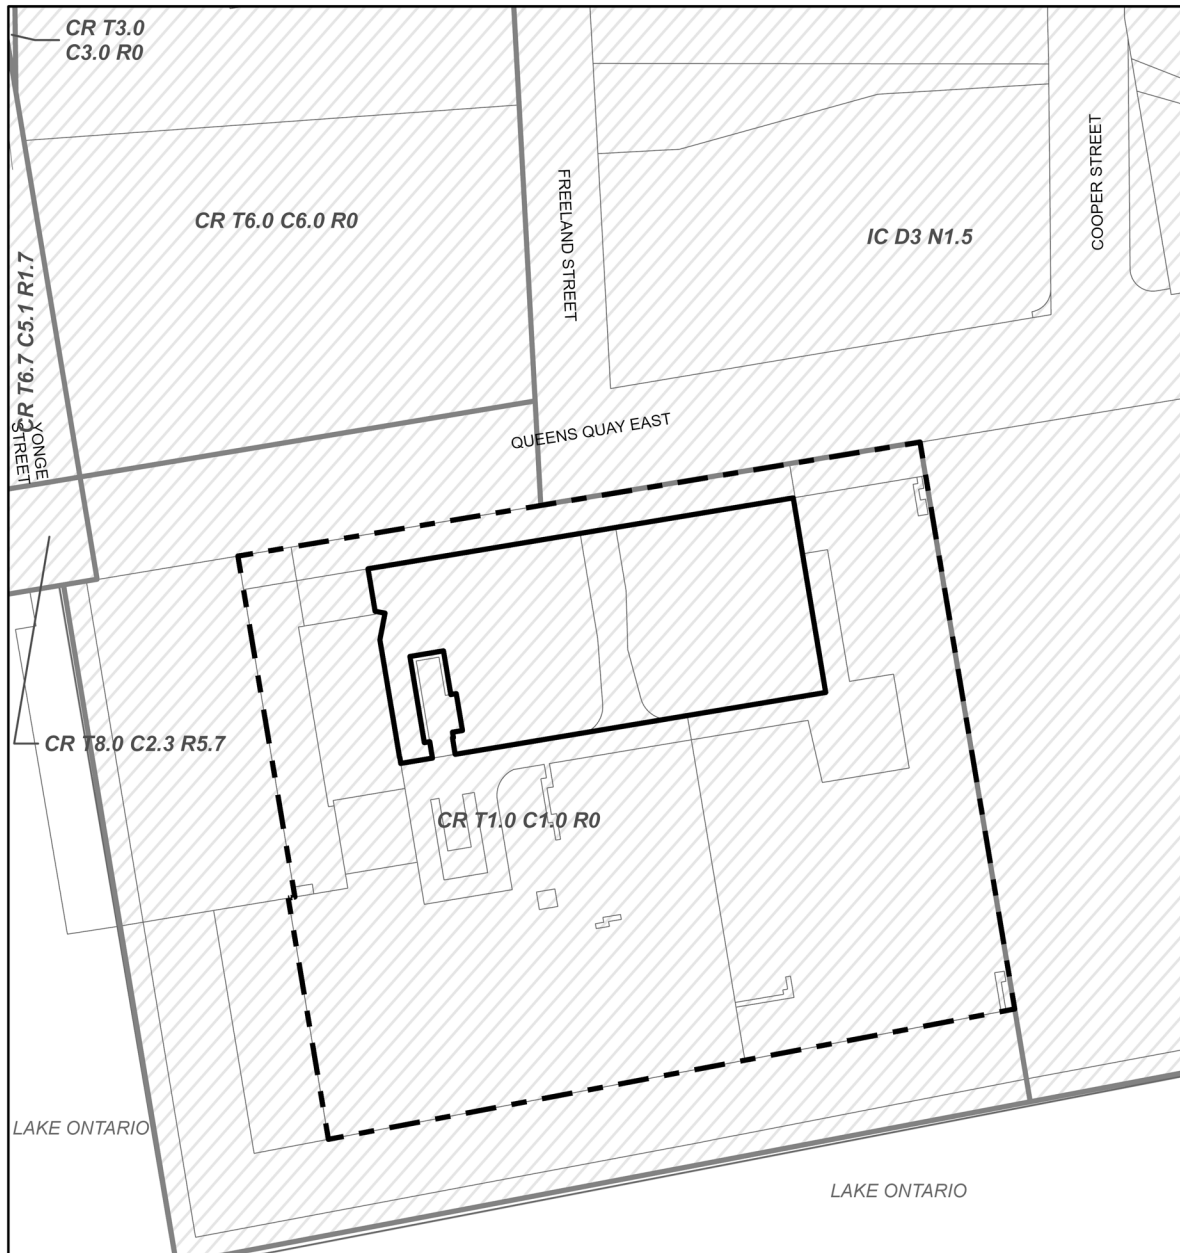 CR T3.0
C3.0 R0
CR T6.0 C6.0 R0
FREELAND STREET
COOPER STREET
IC D3 N1.5
CR T6.7 C5.1 R1.7
YONGE
STREET
QUEENS QUAY EAST
CR T8.0 C2.3 R5.7
CR T1.0 C1.0 R0
LAKE ONTARIO
LAKE ONTARIO